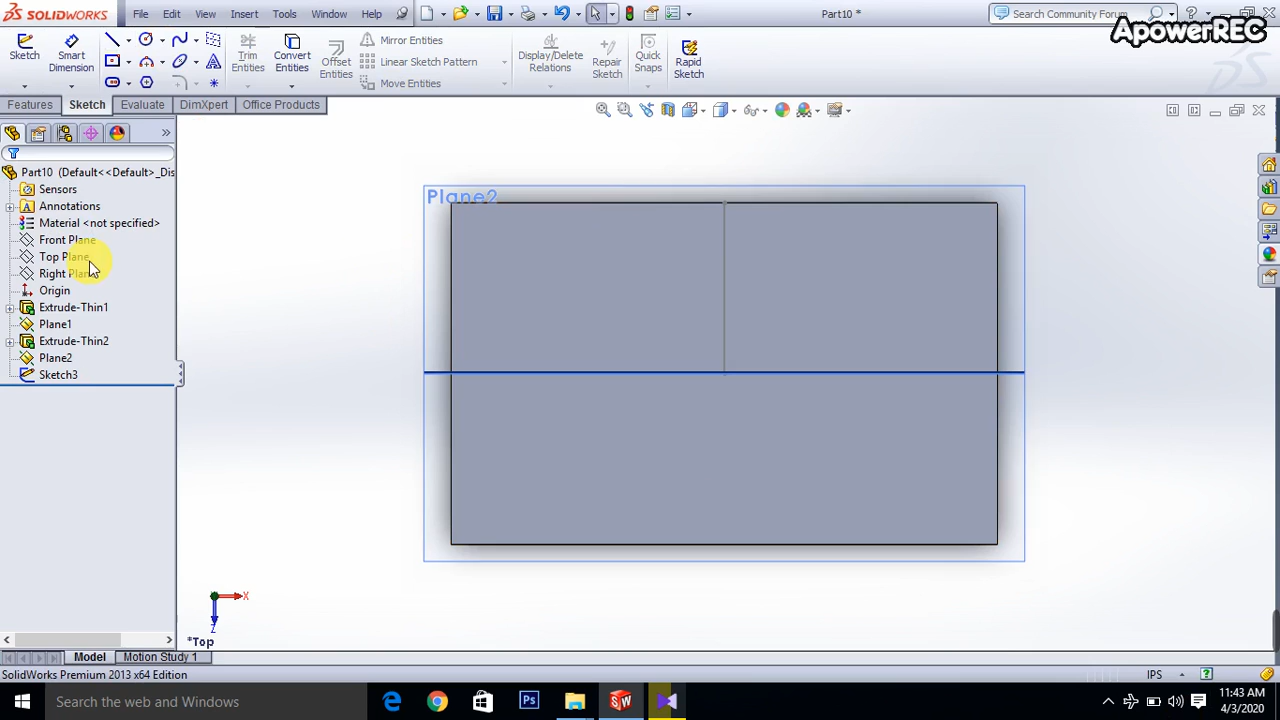 SOLIDWORKS File Edit View Insert Tools Window Help Part10 * Search Community Forum
ApowerREC
Sketch Smart Dimension Trim Entities Convert Entities Offset Entities Mirror Entities Display/Delete Relations Repair Sketch Quick Snaps Rapid Sketch
Linear Sketch Pattern
Move Entities
Features Sketch Evaluate DimXpert Office Products
Part10 (Default<<Default>_Dis
Sensors
Annotations
Material <not specified>
Front Plane
Top Plane
Right Plane
Origin
Extrude-Thin1
Plane1
Extrude-Thin2
Plane2
Sketch3
Plane2
X
Z
*Top
Model Motion Study 1
SolidWorks Premium 2013 x64 Edition IPS
Search the web and Windows
Ps
SW
11:43 AM
4/3/2020